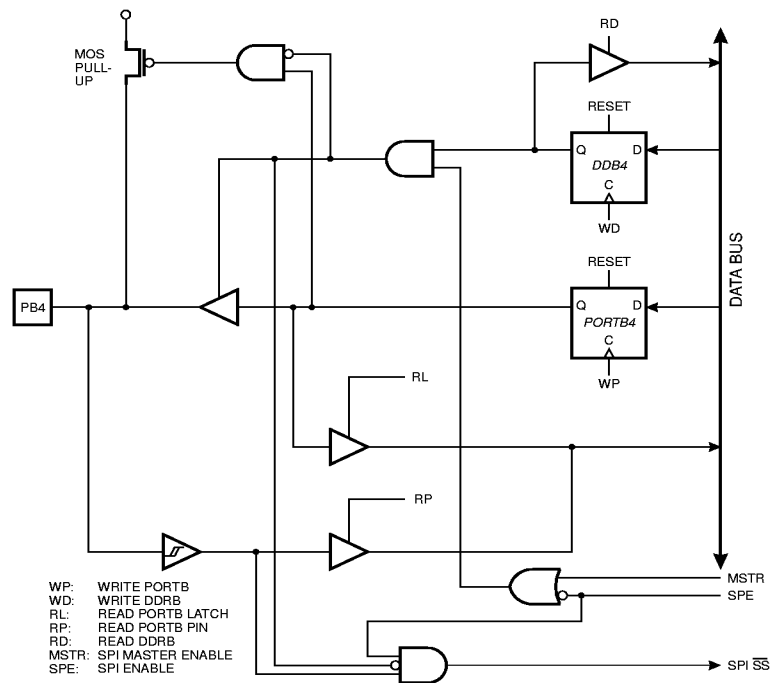 RD
MOS
PULL-
UP
RESET
Q D
DDB4
C
WD
RESET
PB4
Q D
PORTB4
C
WP
DATA BUS
RL
RP
WP: WRITE PORTB
WD: WRITE DDRB
RL: READ PORTB LATCH
RP: READ PORTB PIN
RD: READ DDRB
MSTR: SPI MASTER ENABLE
SPE: SPI ENABLE
MSTR
SPE
SPI S̅S̅